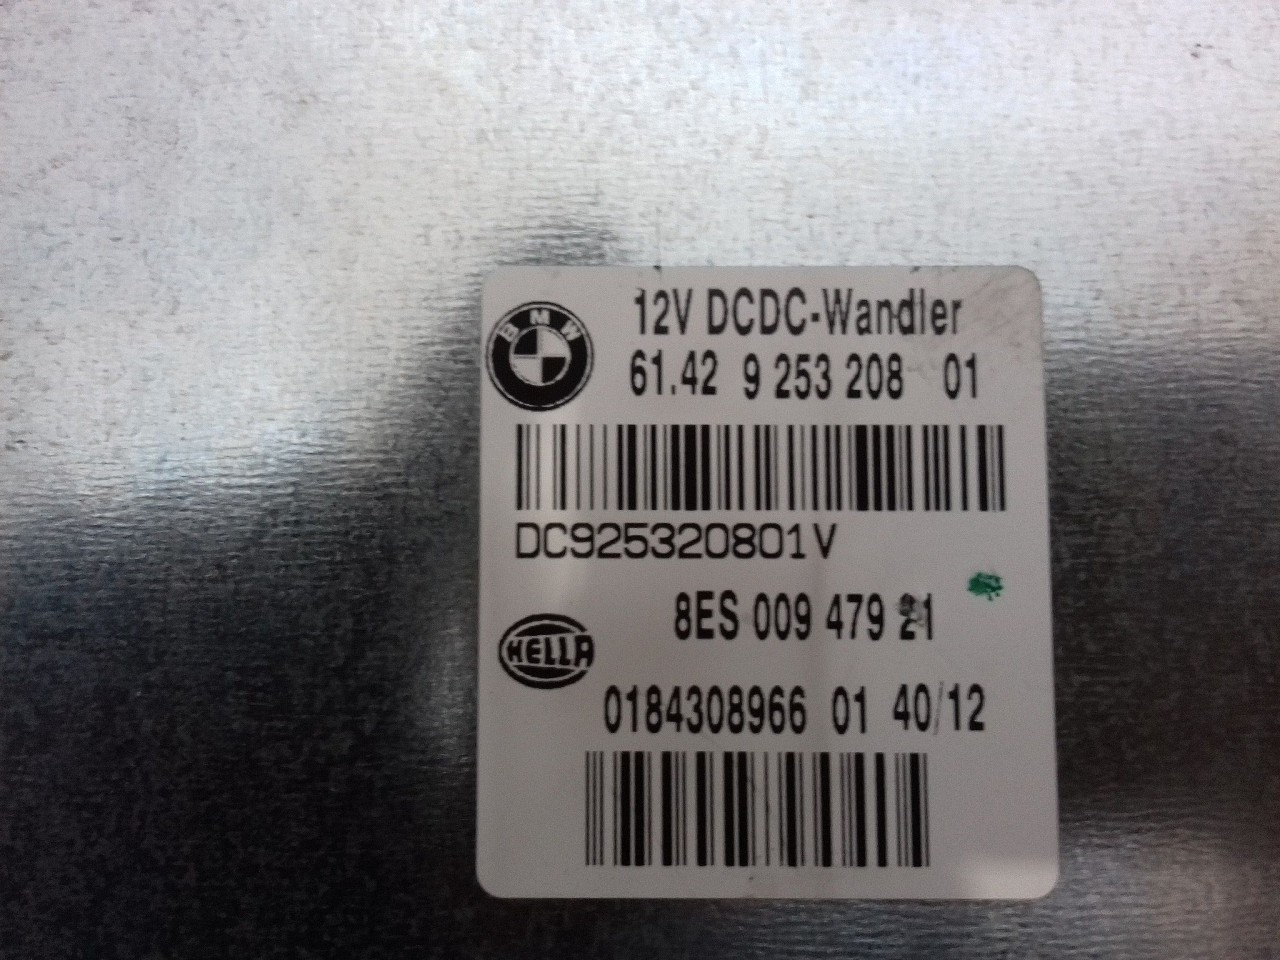 12V DCDC-Wandler
BMW
61.42 9 253 208 01
DC925320801V
8ES 009 479 21
HELLA
0184308966 01 40/12